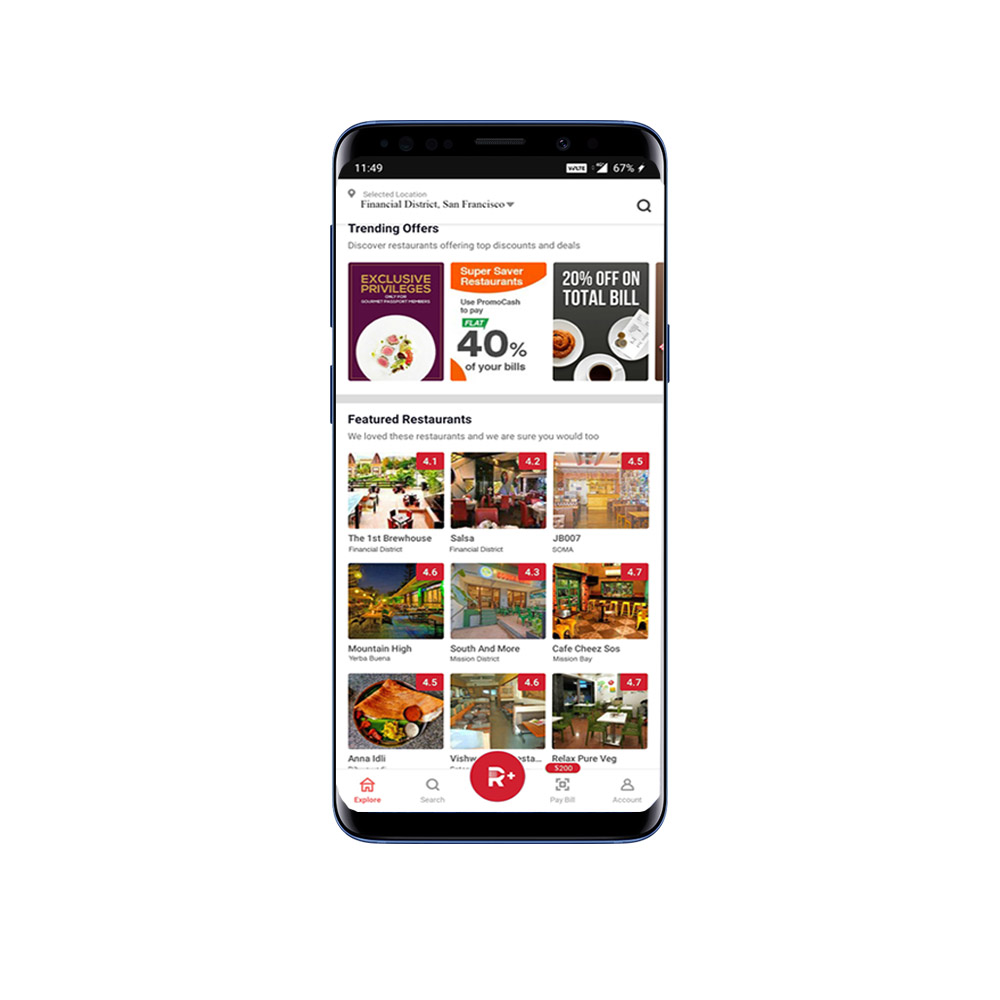 11:49
VoLTE 67%
Selected Location
Financial District, San Francisco
Trending Offers
Discover restaurants offering top discounts and deals
EXCLUSIVE
PRIVILEGES
ONLY FOR
GOURMET PASSPORT MEMBERS
Super Saver
Restaurants
Use PromoCash
to pay
FLAT
40%
of your bills
20% OFF ON
TOTAL BILL
Featured Restaurants
We loved these restaurants and we are sure you would too
4.1
4.2
4.5
The 1st Brewhouse
Financial District
Salsa
Financial District
JB007
SOMA
4.6
4.3
4.7
Mountain High
Yerba Buena
South And More
Mission District
Cafe Cheez Sos
Mission Bay
4.5
4.6
4.7
Anna Idli
Relax Pure Veg
R+
$200
Explore
Search
Pay Bill
Account